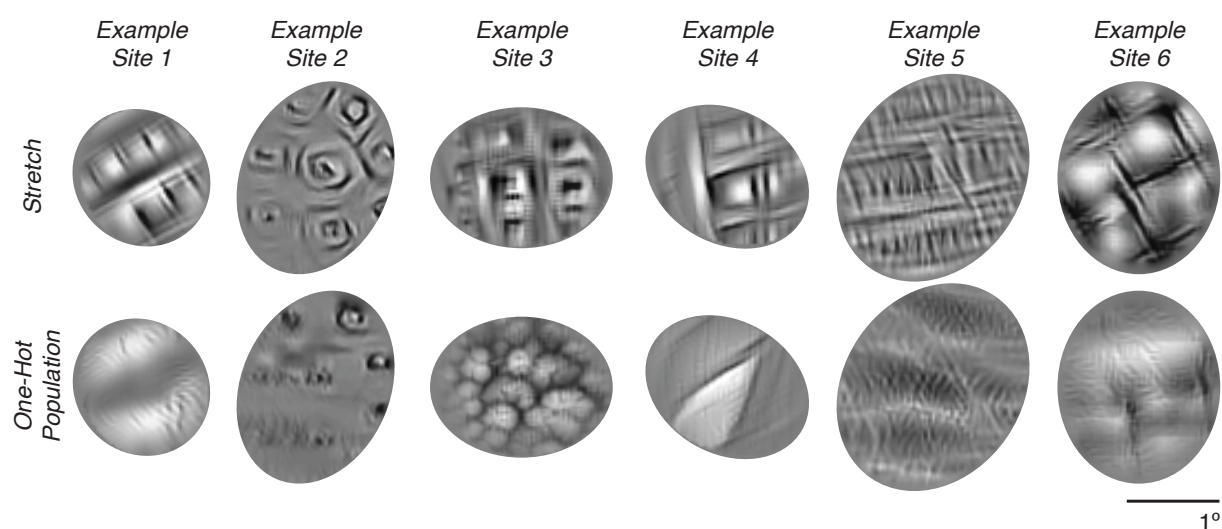 Example
Site 1
Example
Site 2
Example
Site 3
Example
Site 4
Example
Site 5
Example
Site 6
Stretch
One-Hot
Population
1º